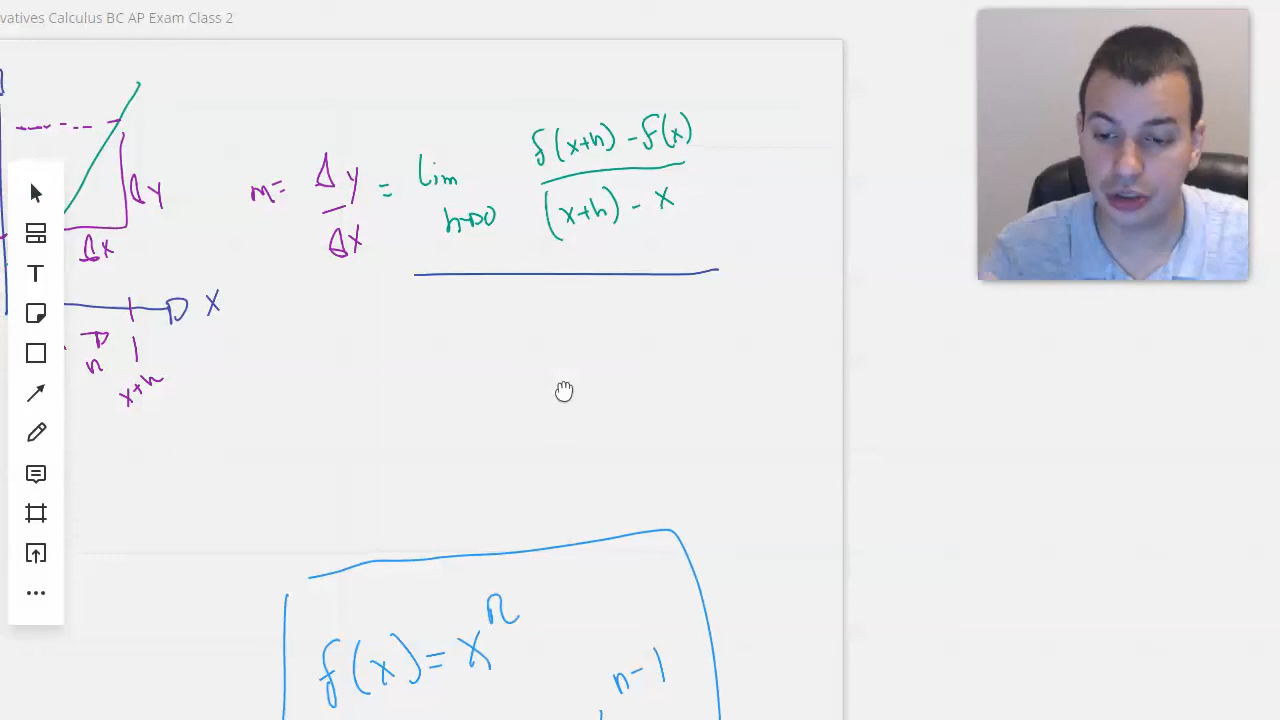 vatives Calculus BC AP Exam Class 2
m = Δy / Δx = lim h→0 f(x+h) - f(x) / (x+h) - x
Δy
Δx
x
h
x+h
T
f(x) = x^n
n-1